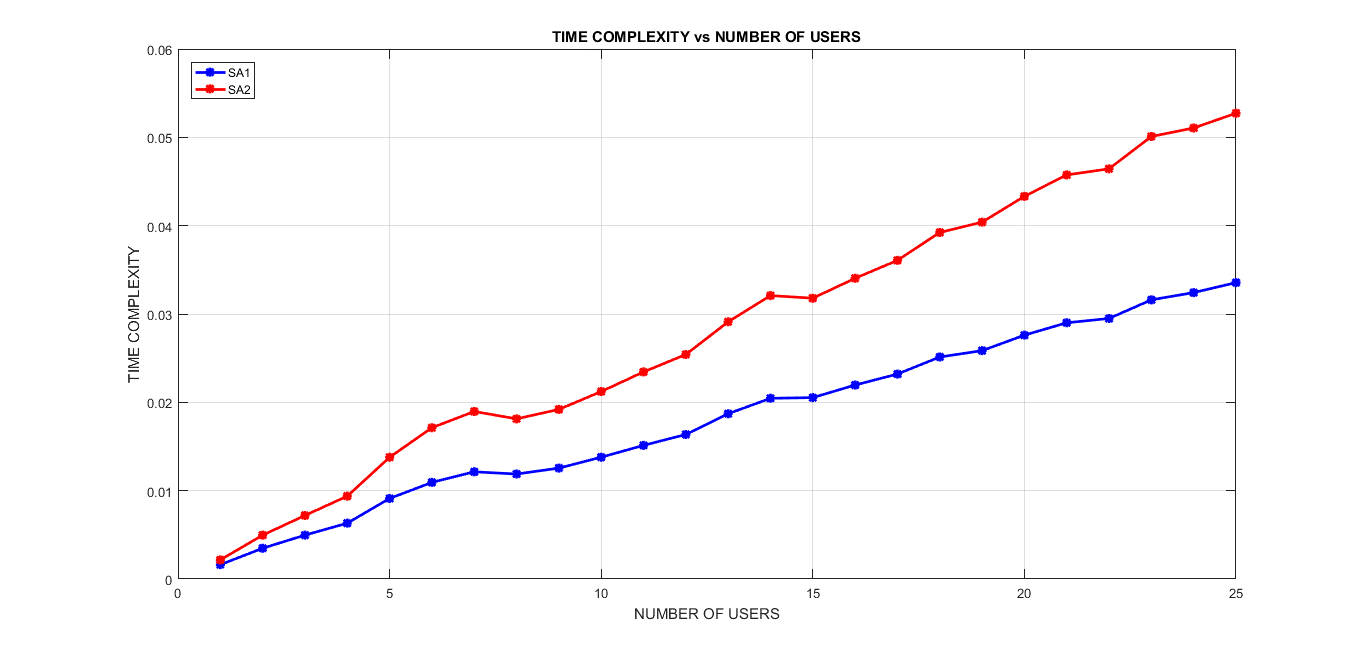 TIME COMPLEXITY vs NUMBER OF USERS
SA1
SA2
0.06
0.05
0.04
0.03
0.02
0.01
0
TIME COMPLEXITY
0 5 10 15 20 25
NUMBER OF USERS